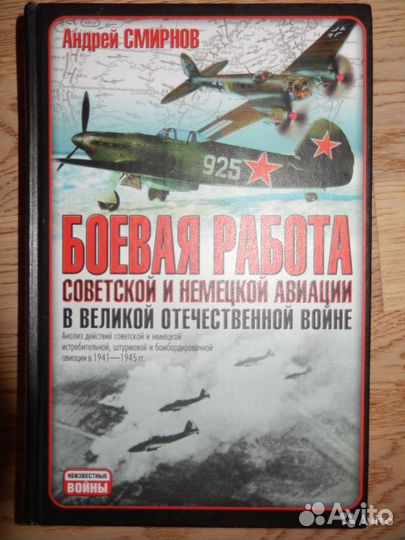 Андрей СМИРНОВ
925
БОЕВАЯ РАБОТА
СОВЕТСКОЙ И НЕМЕЦКОЙ АВИАЦИИ
В ВЕЛИКОЙ ОТЕЧЕСТВЕННОЙ ВОЙНЕ
Анализ действий советской и немецкой
истребительной, штурмовой и бомбардировочной
авиации в 1941—1945 гг.
НЕИЗВЕСТНЫЕ
ВОЙНЫ
Avito